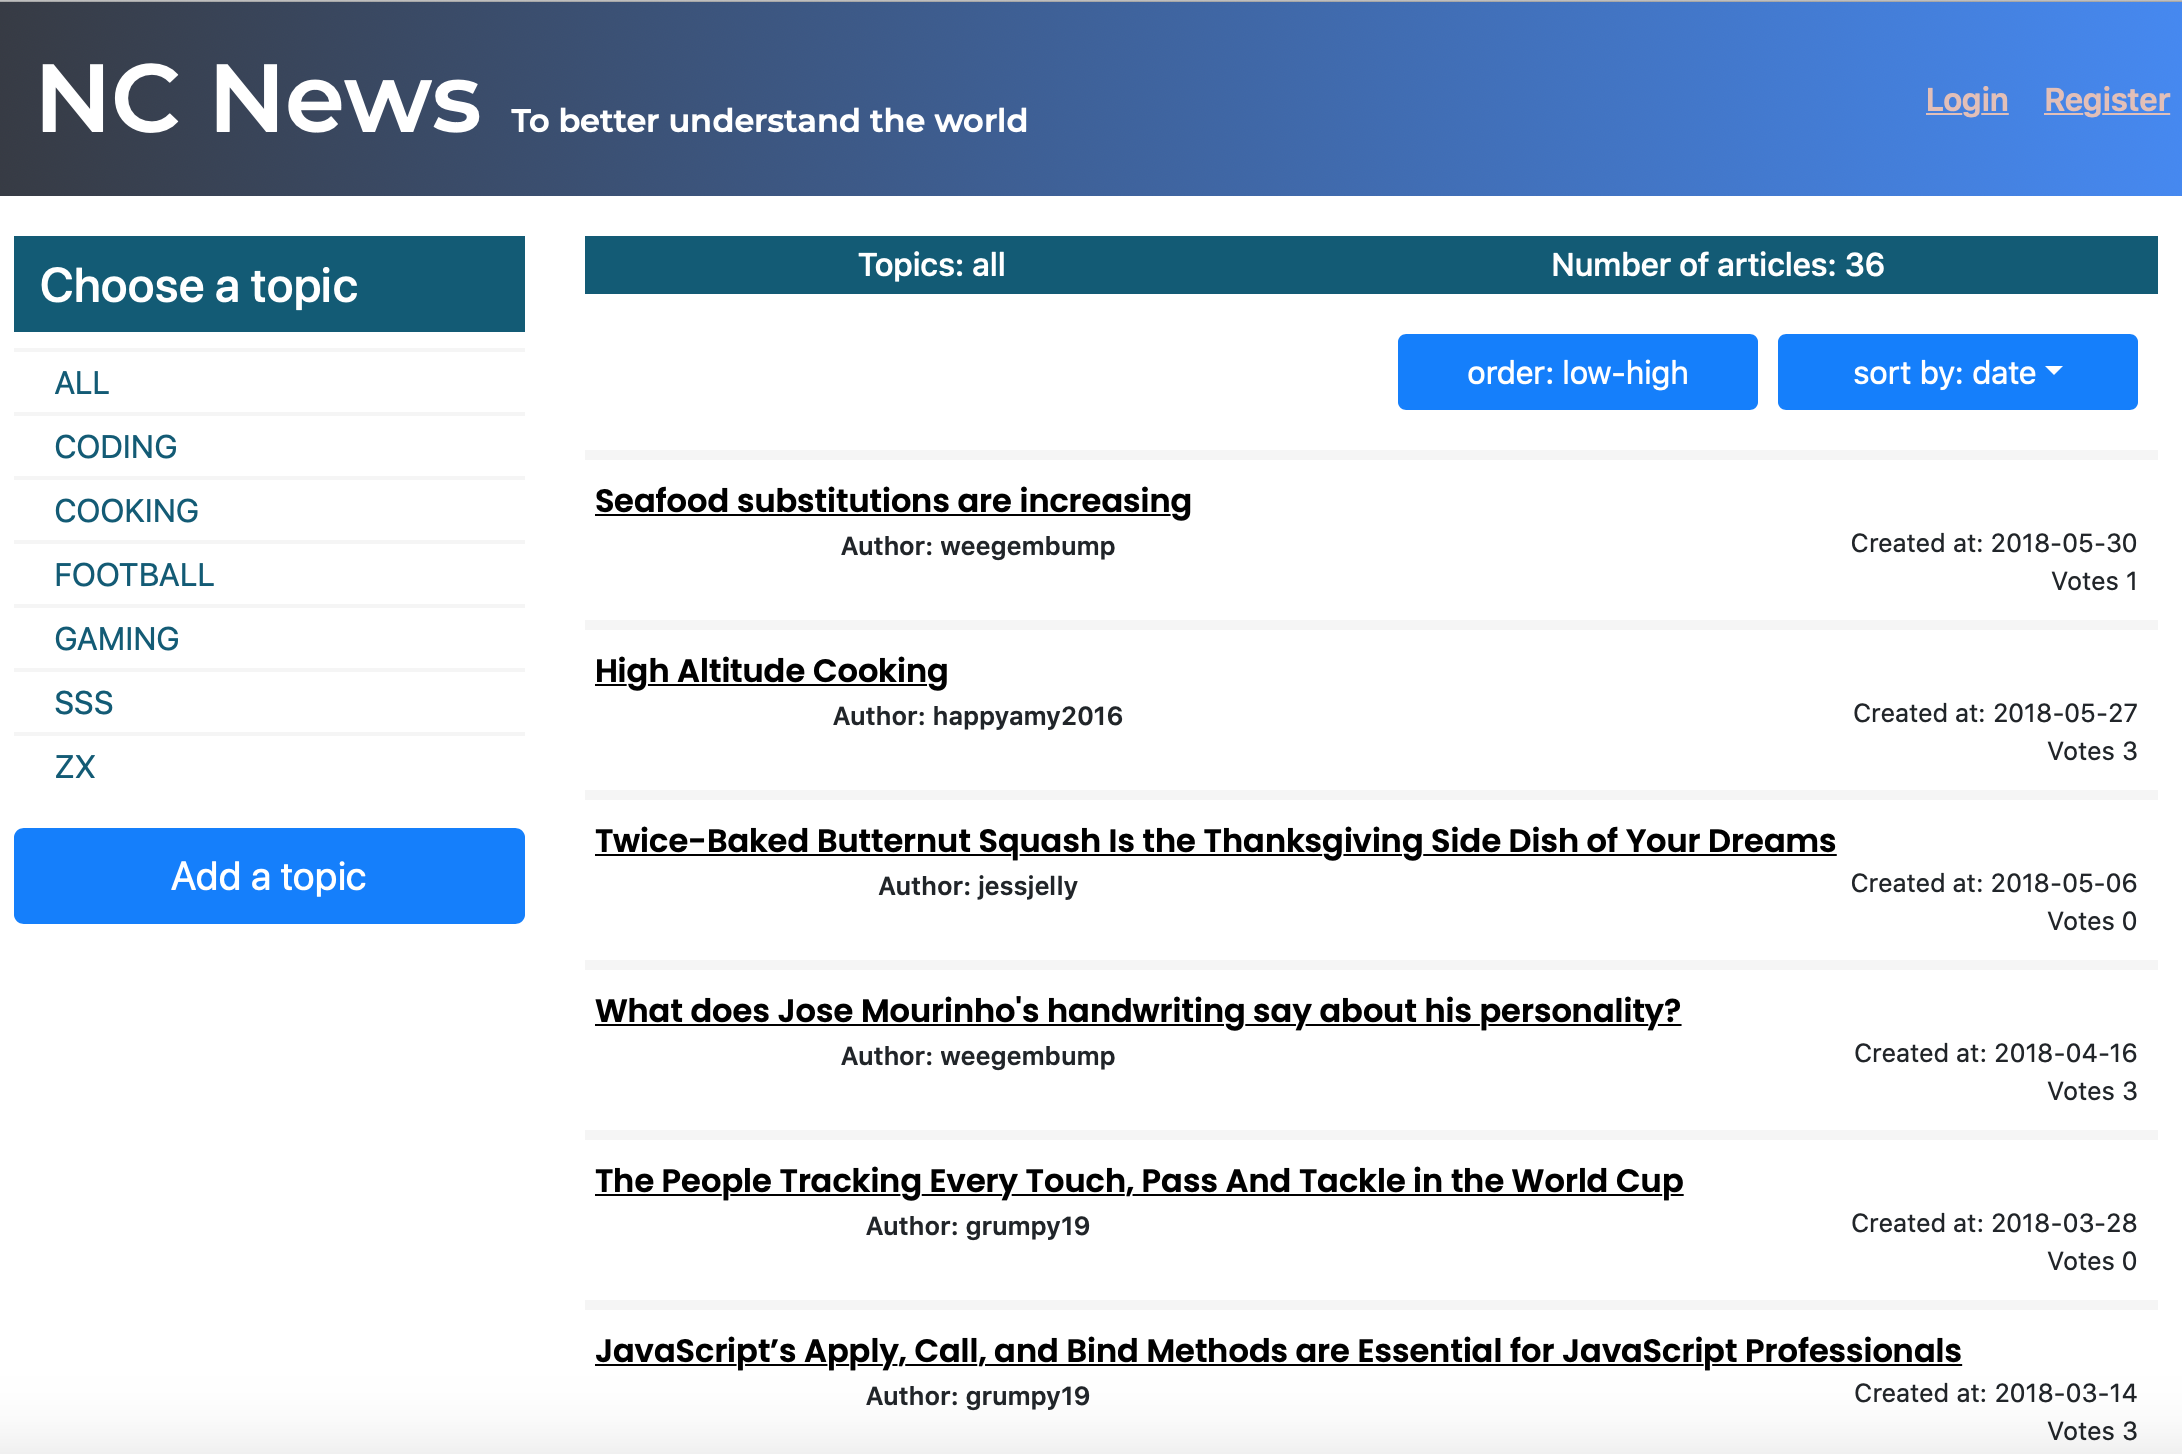 NC News To better understand the world
Login Register
Choose a topic
ALL
CODING
COOKING
FOOTBALL
GAMING
SSS
ZX
Add a topic
Topics: all Number of articles: 36
order: low-high sort by: date
Seafood substitutions are increasing
Author: weegembump
Created at: 2018-05-30
Votes 1
High Altitude Cooking
Author: happyamy2016
Created at: 2018-05-27
Votes 3
Twice-Baked Butternut Squash Is the Thanksgiving Side Dish of Your Dreams
Author: jessjelly
Created at: 2018-05-06
Votes 0
What does Jose Mourinho's handwriting say about his personality?
Author: weegembump
Created at: 2018-04-16
Votes 3
The People Tracking Every Touch, Pass And Tackle in the World Cup
Author: grumpy19
Created at: 2018-03-28
Votes 0
JavaScript’s Apply, Call, and Bind Methods are Essential for JavaScript Professionals
Author: grumpy19
Created at: 2018-03-14
Votes 3